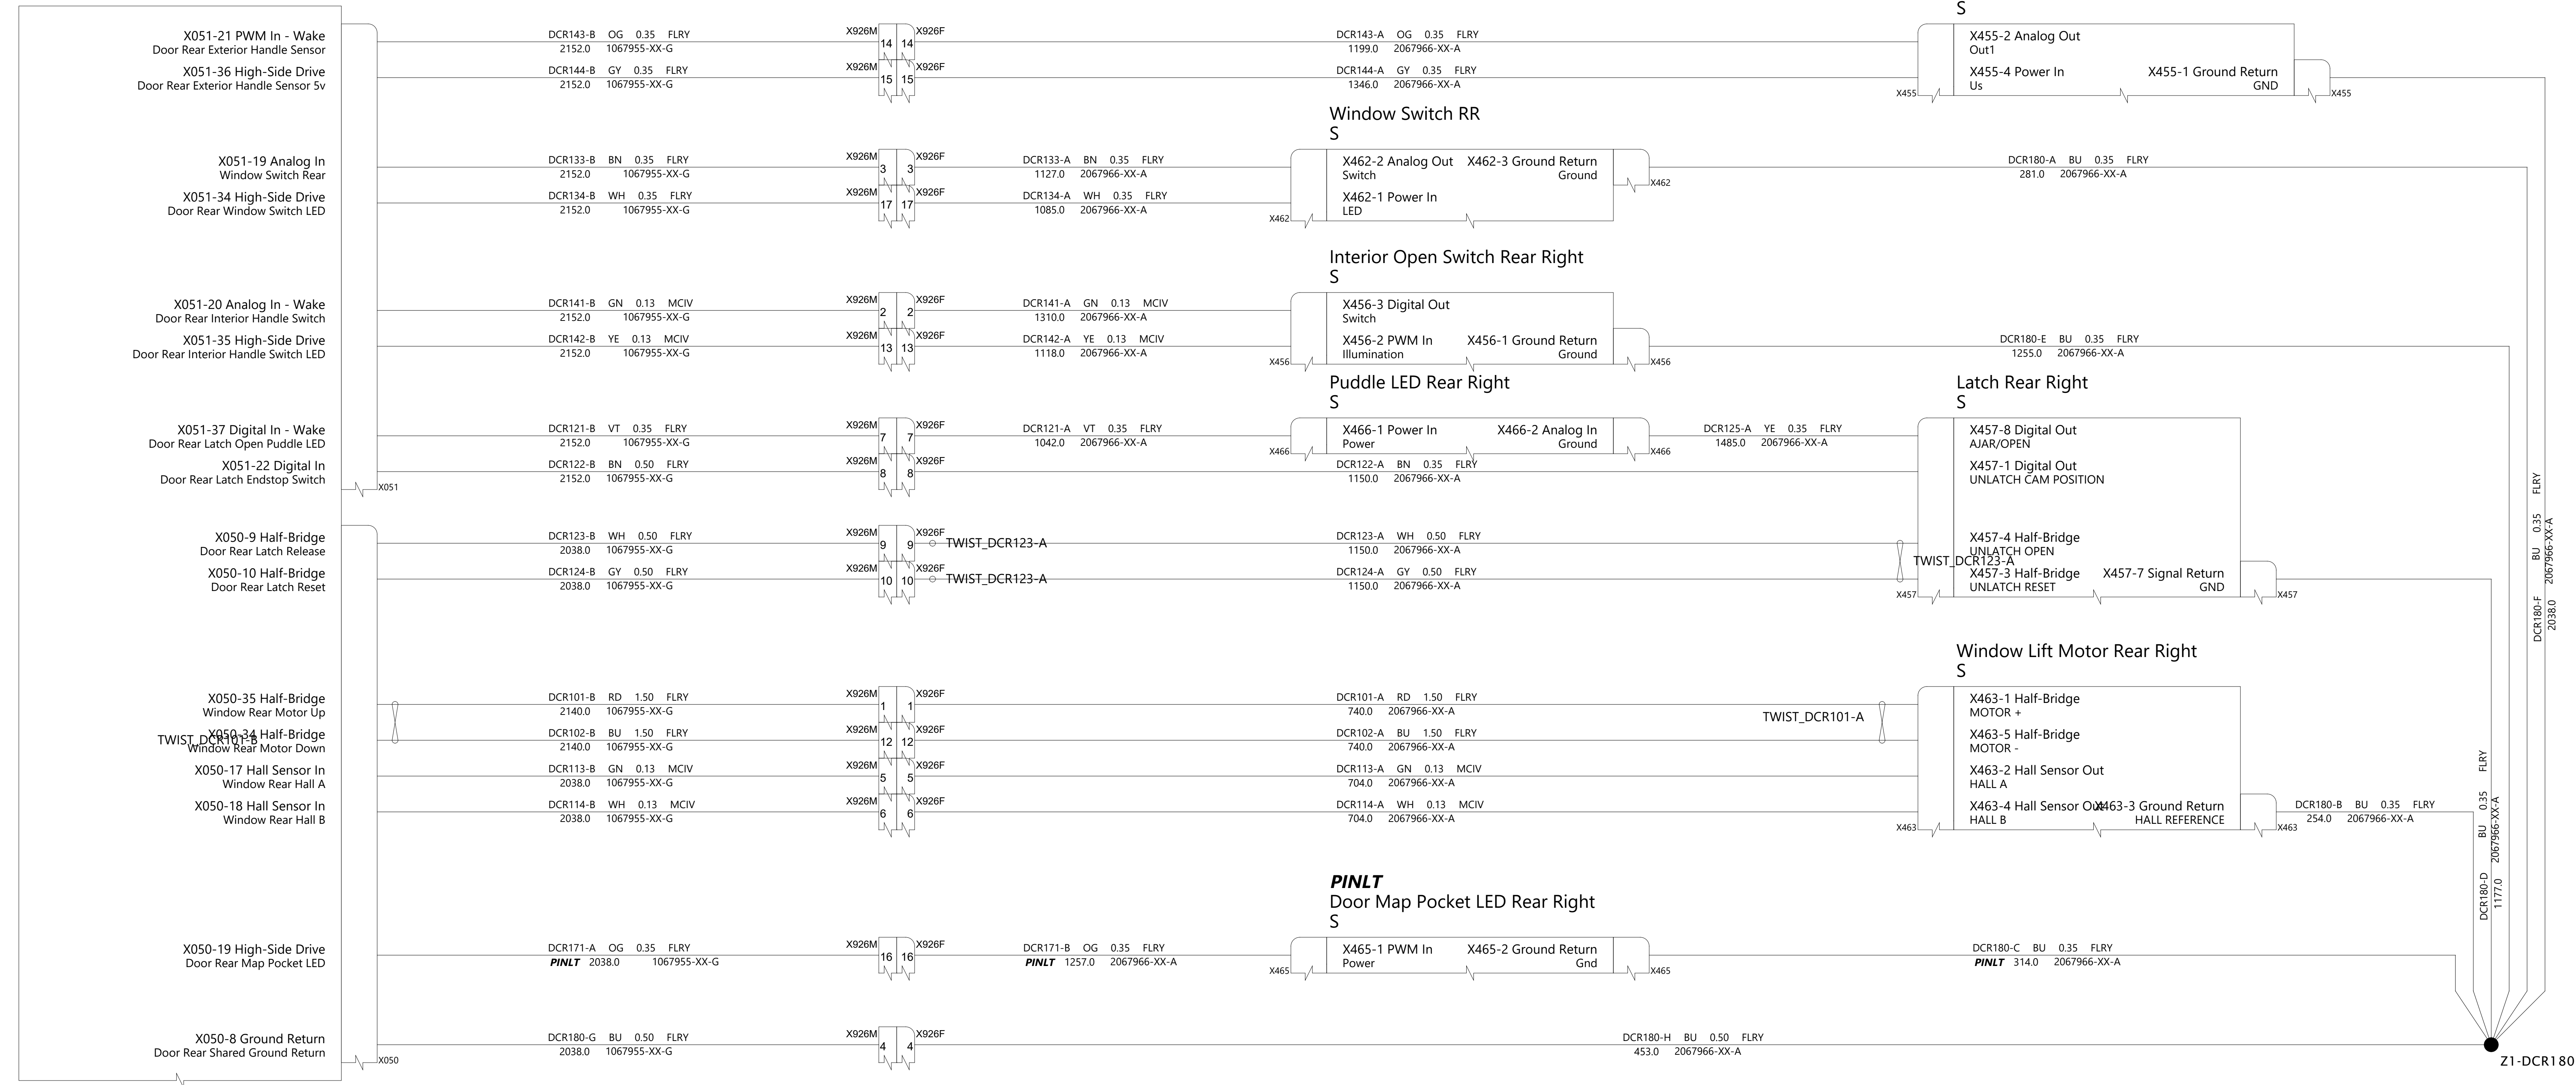 S
X051-21 PWM In - Wake
Door Rear Exterior Handle Sensor
DCR143-B OG 0.35 FLRY
2152.0 1067955-XX-G
X926M 14 14 X926F
DCR143-A OG 0.35 FLRY
1199.0 2067966-XX-A
X455-2 Analog Out
Out1
X051-36 High-Side Drive
Door Rear Exterior Handle Sensor 5v
DCR144-B GY 0.35 FLRY
2152.0 1067955-XX-G
X926M 15 15 X926F
DCR144-A GY 0.35 FLRY
1346.0 2067966-XX-A
X455-4 Power In
Us
X455-1 Ground Return
GND
X455
X455
Window Switch RR
S
X051-19 Analog In
Window Switch Rear
DCR133-B BN 0.35 FLRY
2152.0 1067955-XX-G
X926M 3 3 X926F
DCR133-A BN 0.35 FLRY
1127.0 2067966-XX-A
X462-2 Analog Out
Switch
X462-3 Ground Return
Ground
X462
DCR180-A BU 0.35 FLRY
281.0 2067966-XX-A
X051-34 High-Side Drive
Door Rear Window Switch LED
DCR134-B WH 0.35 FLRY
2152.0 1067955-XX-G
X926M 17 17 X926F
DCR134-A WH 0.35 FLRY
1085.0 2067966-XX-A
X462-1 Power In
LED
X462
Interior Open Switch Rear Right
S
X051-20 Analog In - Wake
Door Rear Interior Handle Switch
DCR141-B GN 0.13 MCIV
2152.0 1067955-XX-G
X926M 2 2 X926F
DCR141-A GN 0.13 MCIV
1310.0 2067966-XX-A
X456-3 Digital Out
Switch
X051-35 High-Side Drive
Door Rear Interior Handle Switch LED
DCR142-B YE 0.13 MCIV
2152.0 1067955-XX-G
X926M 13 13 X926F
DCR142-A YE 0.13 MCIV
1118.0 2067966-XX-A
X456-2 PWM In
Illumination
X456-1 Ground Return
Ground
X456
X456
DCR180-E BU 0.35 FLRY
1255.0 2067966-XX-A
Puddle LED Rear Right
S
Latch Rear Right
S
X051-37 Digital In - Wake
Door Rear Latch Open Puddle LED
DCR121-B VT 0.35 FLRY
2152.0 1067955-XX-G
X926M 7 7 X926F
DCR121-A VT 0.35 FLRY
1042.0 2067966-XX-A
X466-1 Power In
Power
X466-2 Analog In
Ground
X466
X466
DCR125-A YE 0.35 FLRY
1485.0 2067966-XX-A
X457-8 Digital Out
AJAR/OPEN
X051-22 Digital In
Door Rear Latch Endstop Switch
DCR122-B BN 0.50 FLRY
2152.0 1067955-XX-G
X926M 8 8 X926F
DCR122-A BN 0.35 FLRY
1150.0 2067966-XX-A
X457-1 Digital Out
UNLATCH CAM POSITION
X051
X050-9 Half-Bridge
Door Rear Latch Release
DCR123-B WH 0.50 FLRY
2038.0 1067955-XX-G
X926M 9 9 X926F
TWIST_DCR123-A
DCR123-A WH 0.50 FLRY
1150.0 2067966-XX-A
X457-4 Half-Bridge
UNLATCH OPEN
TWIST_DCR123-A
X050-10 Half-Bridge
Door Rear Latch Reset
DCR124-B GY 0.50 FLRY
2038.0 1067955-XX-G
X926M 10 10 X926F
TWIST_DCR123-A
DCR124-A GY 0.50 FLRY
1150.0 2067966-XX-A
X457-3 Half-Bridge
UNLATCH RESET
X457-7 Signal Return
GND
X457
X457
DCR180-F BU 0.35 FLRY
2038.0 2067966-XX-A
Window Lift Motor Rear Right
S
X050-35 Half-Bridge
Window Rear Motor Up
DCR101-B RD 1.50 FLRY
2140.0 1067955-XX-G
X926M 1 1 X926F
DCR101-A RD 1.50 FLRY
740.0 2067966-XX-A
TWIST_DCR101-A
X463-1 Half-Bridge
MOTOR +
X050-34 Half-Bridge
TWIST_DCR101-B
Window Rear Motor Down
DCR102-B BU 1.50 FLRY
2140.0 1067955-XX-G
X926M 12 12 X926F
DCR102-A BU 1.50 FLRY
740.0 2067966-XX-A
X463-5 Half-Bridge
MOTOR -
X050-17 Hall Sensor In
Window Rear Hall A
DCR113-B GN 0.13 MCIV
2038.0 1067955-XX-G
X926M 5 5 X926F
DCR113-A GN 0.13 MCIV
704.0 2067966-XX-A
X463-2 Hall Sensor Out
HALL A
X050-18 Hall Sensor In
Window Rear Hall B
DCR114-B WH 0.13 MCIV
2038.0 1067955-XX-G
X926M 6 6 X926F
DCR114-A WH 0.13 MCIV
704.0 2067966-XX-A
X463-4 Hall Sensor Out
HALL B
X463-3 Ground Return
HALL REFERENCE
X463
X463
DCR180-B BU 0.35 FLRY
254.0 2067966-XX-A
DCR180-D BU 0.35 FLRY
1177.0 2067966-XX-A
PINLT
Door Map Pocket LED Rear Right
S
X050-19 High-Side Drive
Door Rear Map Pocket LED
DCR171-A OG 0.35 FLRY
PINLT 2038.0 1067955-XX-G
X926M 16 16 X926F
DCR171-B OG 0.35 FLRY
PINLT 1257.0 2067966-XX-A
X465-1 PWM In
Power
X465-2 Ground Return
Gnd
X465
X465
DCR180-C BU 0.35 FLRY
PINLT 314.0 2067966-XX-A
X050-8 Ground Return
Door Rear Shared Ground Return
X050
DCR180-G BU 0.50 FLRY
2038.0 1067955-XX-G
X926M 4 4 X926F
DCR180-H BU 0.50 FLRY
453.0 2067966-XX-A
Z1-DCR180